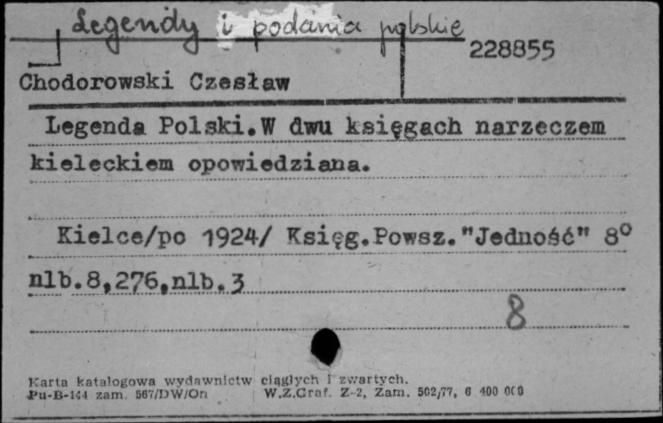 Legendy i podania polskie
228855
Chodorowski Czesław
Legenda Polski.W dwu księgach narzeczem
kieleckiem opowiedziana.
Kielce/po 1924/ Księg.Powsz."Jedność" 8º
nlb.8,276,nlb.3
8
Karta katalogowa wydawnictw ciągłych i zwartych.
Pu-B-144 zam. 567/DW/On W.Z.Graf. Z-2, Zam. 502/77, 6 400 000